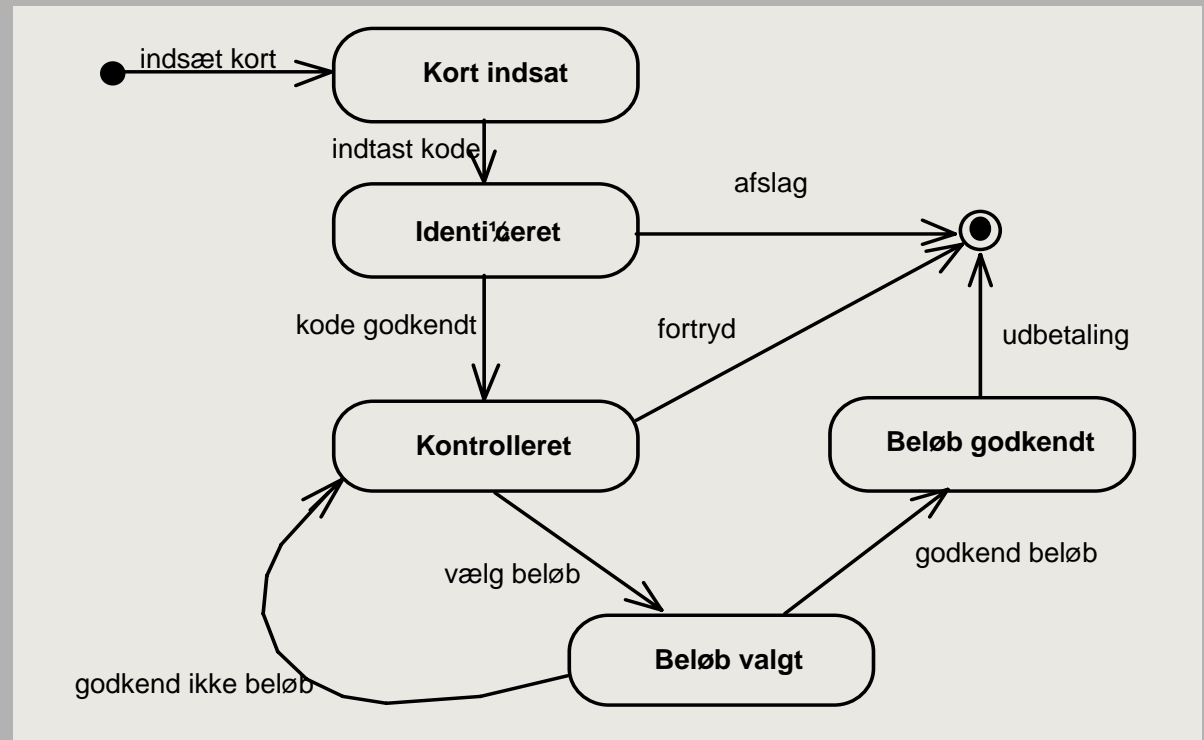 indsæt kort
Kort indsat
indtast kode
afslag
Identi¼ceret
kode godkendt
fortryd
udbetaling
Kontrolleret
Beløb godkendt
vælg beløb
godkend beløb
Beløb valgt
godkend ikke beløb